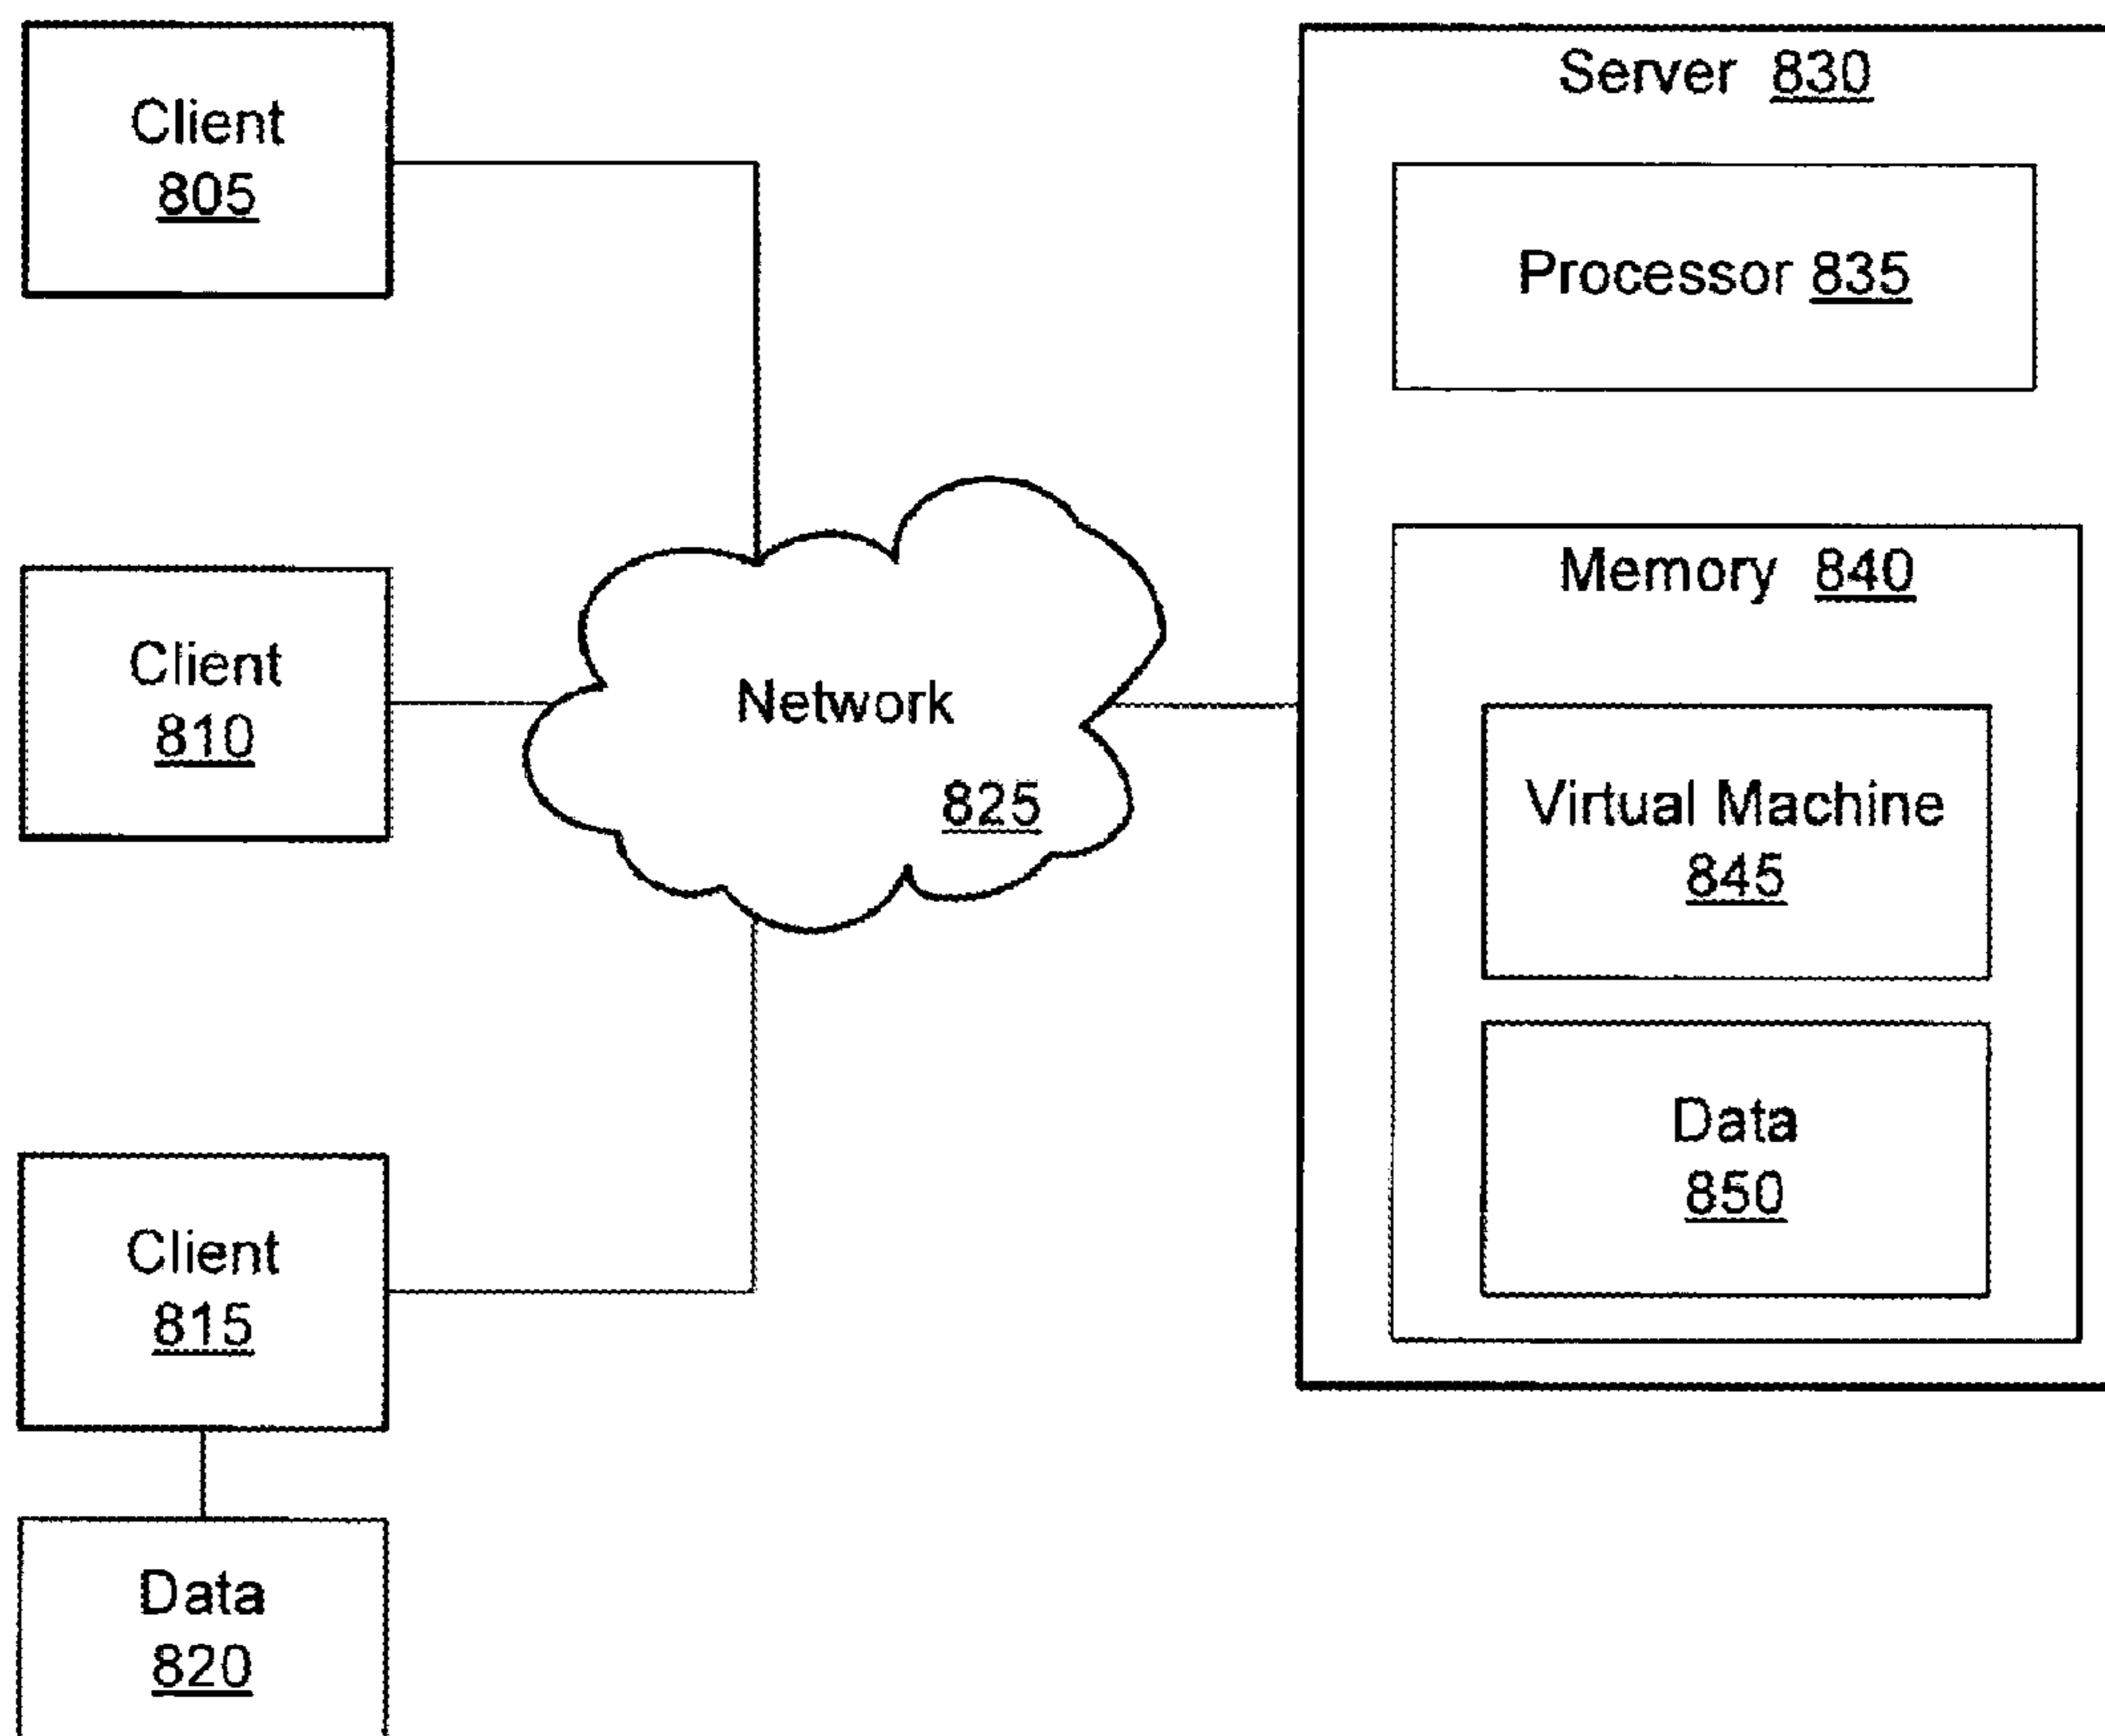 Client
805
Client
810
Client
815
Data
820
Network
825
Server 830
Processor 835
Memory 840
Virtual Machine
845
Data
850